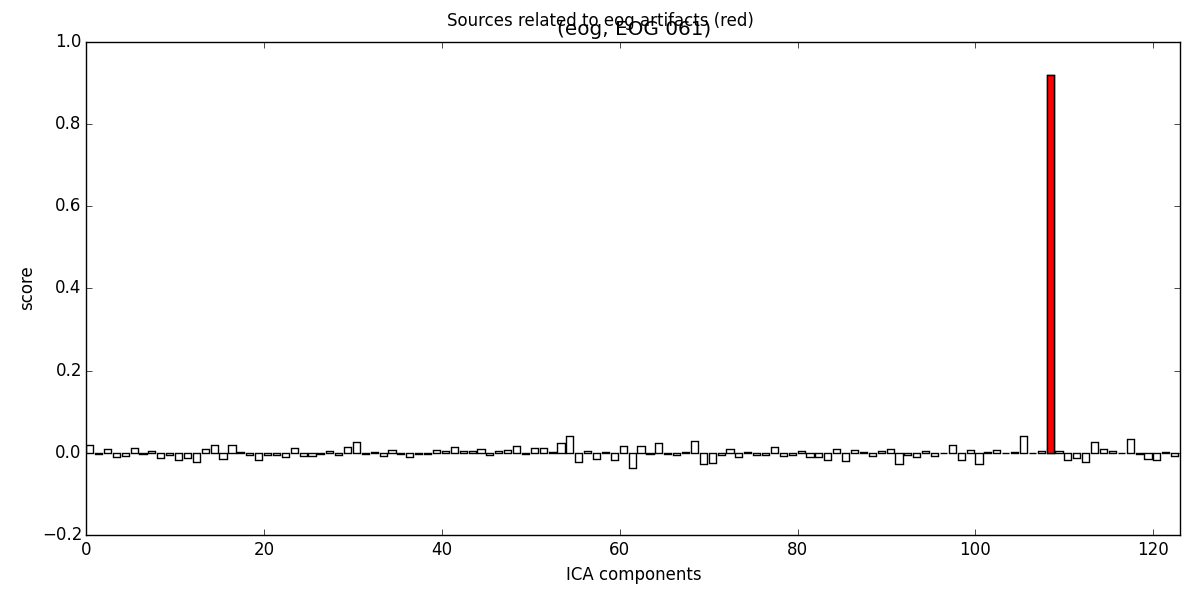 Sources related to eog artifacts (red)
(eog, EOG 061)
1.0
0.8
0.6
0.4
0.2
0.0
−0.2
score
0 20 40 60 80 100 120
ICA components